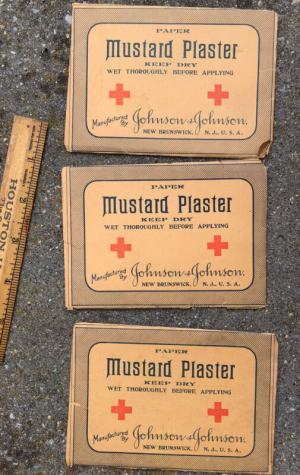 PAPER
Mustard Plaster
KEEP DRY
WET THOROUGHLY BEFORE APPLYING
Manufactured By Johnson & Johnson.
NEW BRUNSWICK. N. J., U. S. A.
PAPER
Mustard Plaster
KEEP DRY
WET THOROUGHLY BEFORE APPLYING
Manufactured By Johnson & Johnson.
NEW BRUNSWICK. N. J., U. S. A.
PAPER
Mustard Plaster
KEEP DRY
WET THOROUGHLY BEFORE APPLYING
Manufactured By Johnson & Johnson.
NEW BRUNSWICK. N. J., U. S. A.
HOUSTON